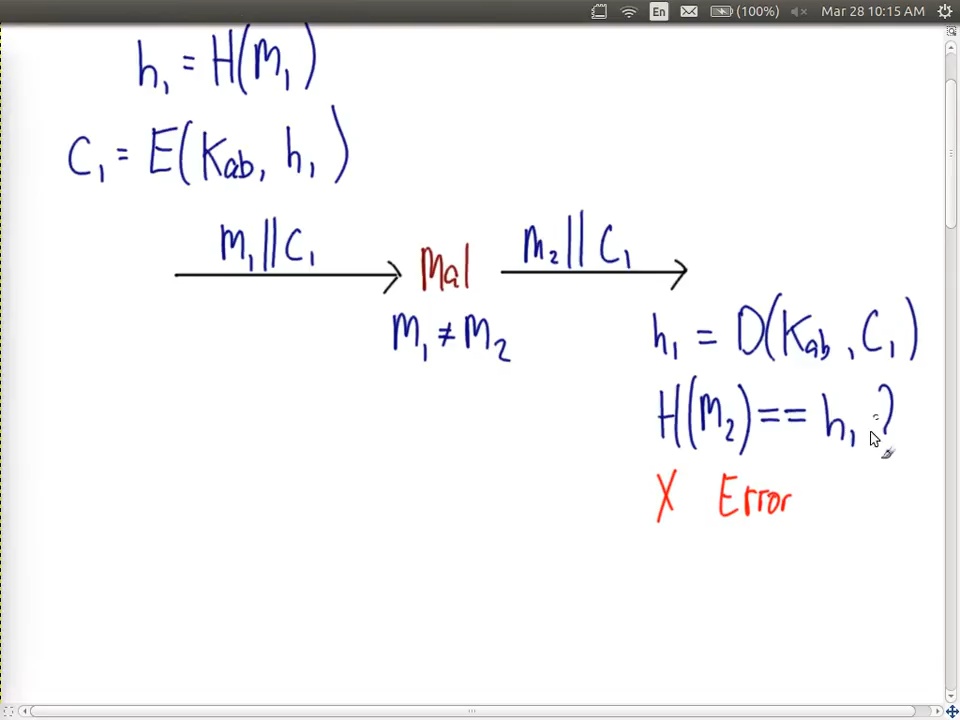 En (100%) Mar 28 10:15 AM
h₁ = H(M₁)
C₁ = E(Kab, h₁)
M₁||C₁
Mal
M₂||C₁
M₁ ≠ M₂
h₁ = D(Kab, C₁)
H(M₂) == h₁ ?
X Error